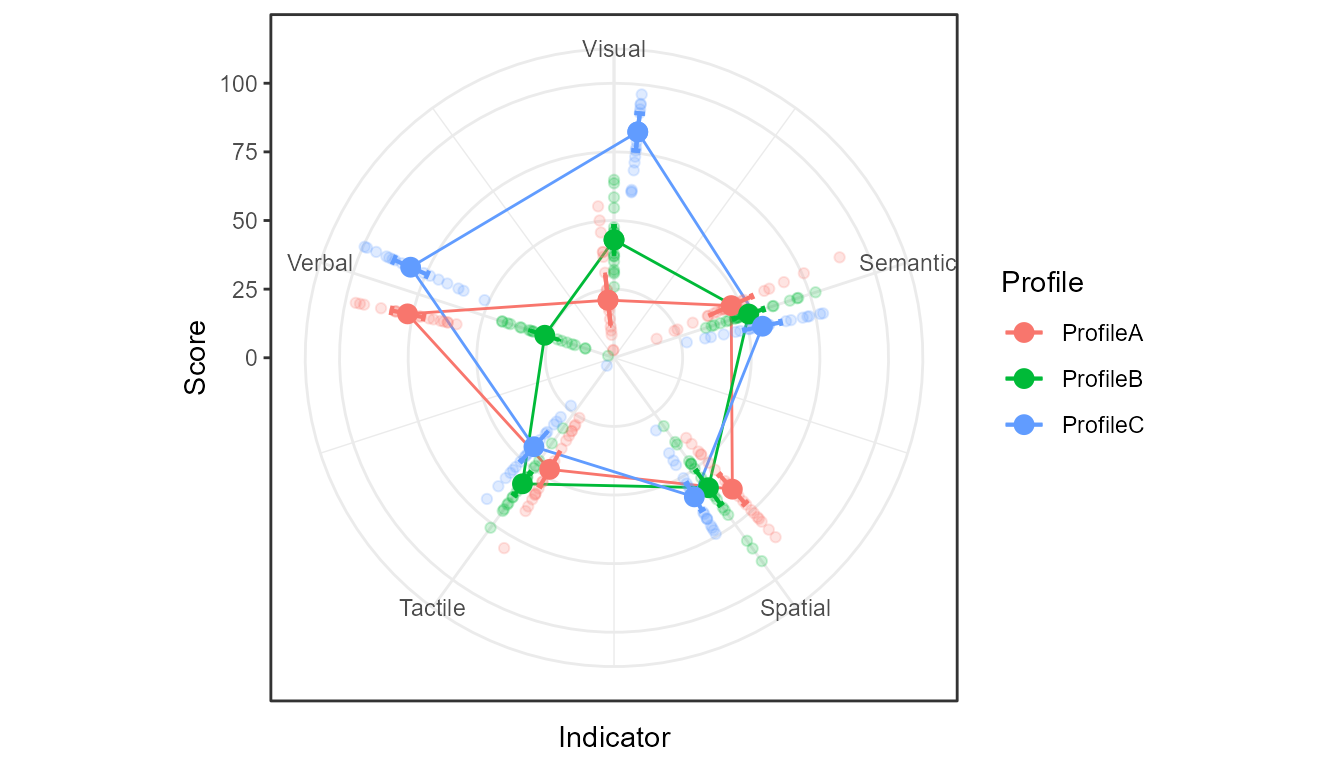 Visual
100
75
50
25
0
Verbal
Semantic
Tactile
Spatial
Score
Indicator
Profile
ProfileA
ProfileB
ProfileC